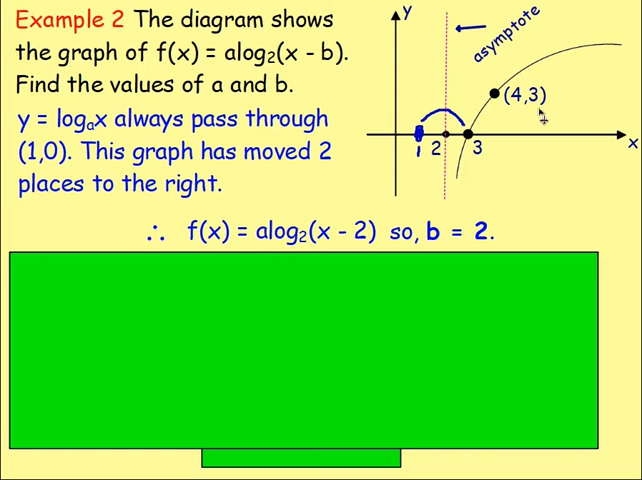 Example 2 The diagram shows
the graph of f(x) = alog₂(x - b).
Find the values of a and b.
y = logₐx always pass through
(1,0). This graph has moved 2
places to the right.
∴ f(x) = alog₂(x - 2) so, b = 2.
y
asymptote
(4,3)
x
1
2
3